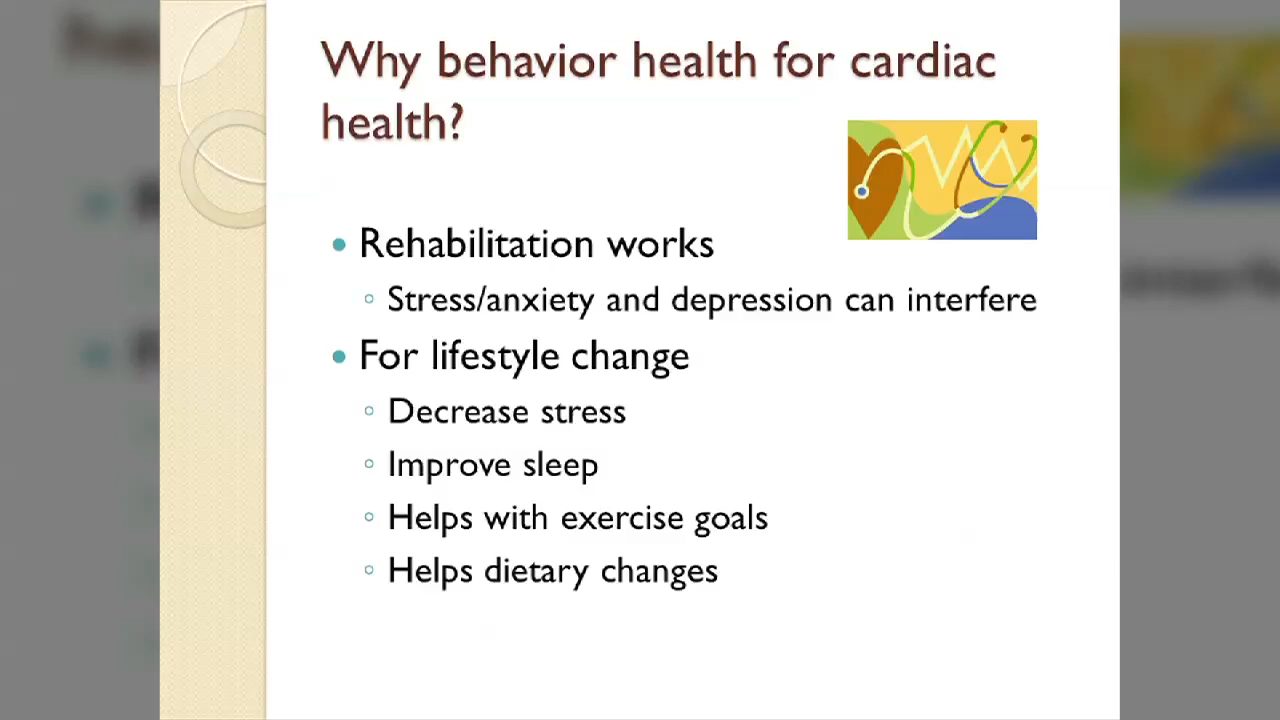 Why behavior health for cardiac
health?
Rehabilitation works
Stress/anxiety and depression can interfere
For lifestyle change
Decrease stress
Improve sleep
Helps with exercise goals
Helps dietary changes